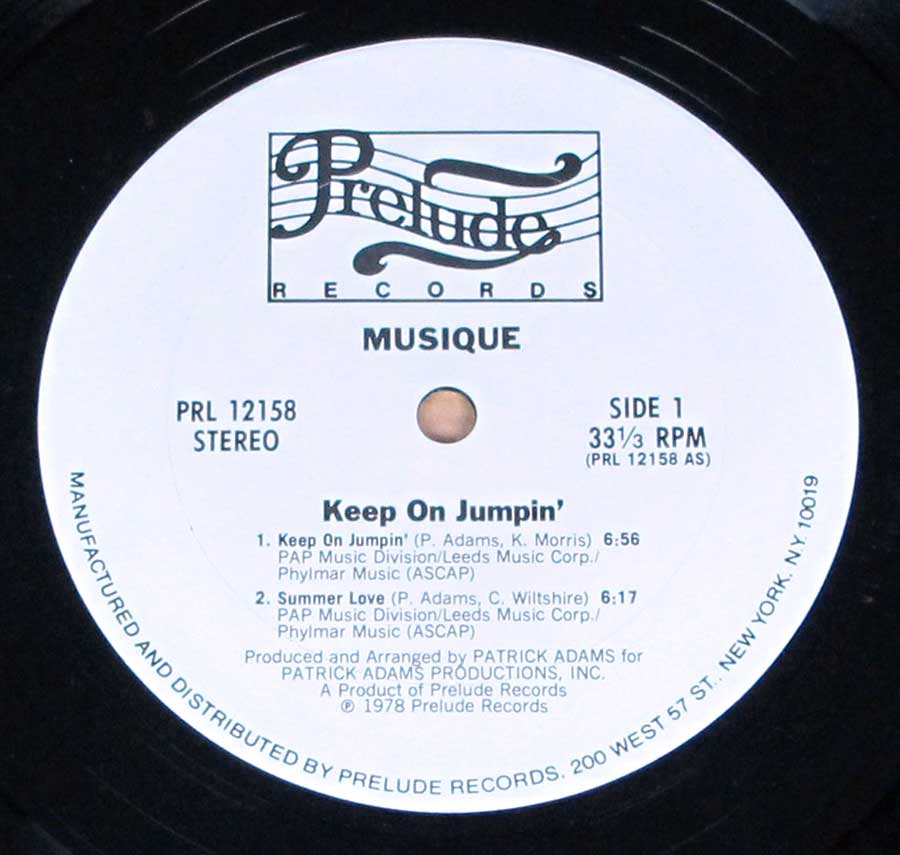 Prelude
RECORDS
MUSIQUE
PRL 12158
STEREO
SIDE 1
33⅓ RPM
(PRL 12158 AS)
Keep On Jumpin'
1. Keep On Jumpin' (P. Adams, K. Morris) 6:56
PAP Music Division/Leeds Music Corp./
Phylmar Music (ASCAP)
2. Summer Love (P. Adams, C. Wiltshire) 6:17
PAP Music Division/Leeds Music Corp./
Phylmar Music (ASCAP)
Produced and Arranged by PATRICK ADAMS for
PATRICK ADAMS PRODUCTIONS, INC.
A Product of Prelude Records
℗ 1978 Prelude Records
MANUFACTURED AND DISTRIBUTED BY PRELUDE RECORDS, 200 WEST 57 ST., NEW YORK, NY. 10019